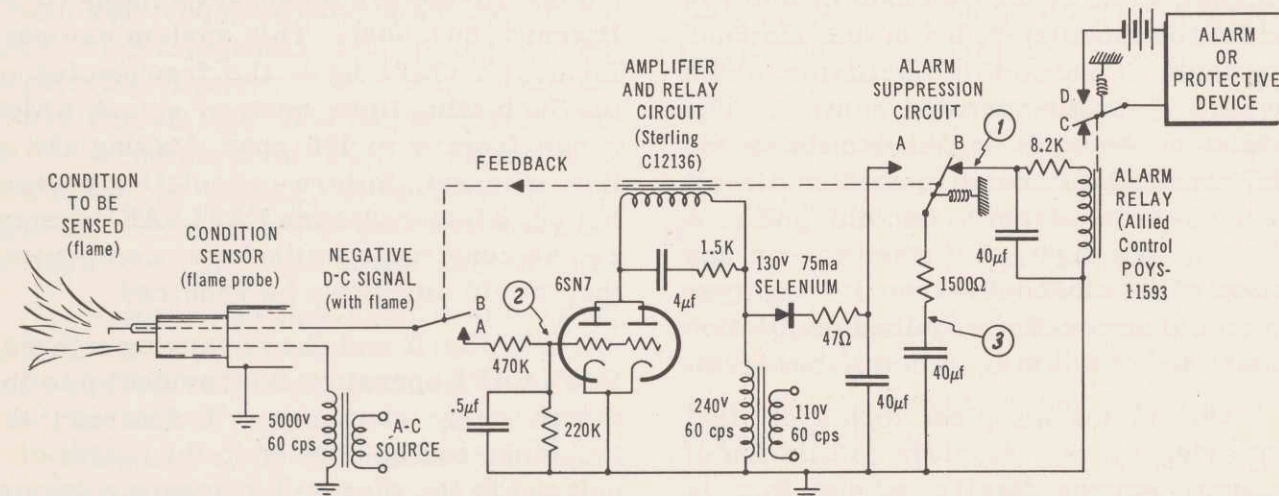 CONDITION
TO BE
SENSED
(flame)
CONDITION
SENSOR
(flame probe)
NEGATIVE
D-C SIGNAL
(with flame)
FEEDBACK
AMPLIFIER
AND RELAY
CIRCUIT
(Sterling
C12136)
ALARM
SUPPRESSION
CIRCUIT
ALARM
OR
PROTECTIVE
DEVICE
ALARM
RELAY
(Allied
Control
POYS-
11593)
5000V
60 cps
A-C
SOURCE
B
A
2
470K
.5µf
220K
6SN7
4µf
1.5K
130V 75ma
SELENIUM
47Ω
240V
60 cps
110V
60 cps
40µf
A
B
1
1500Ω
3
40µf
40µf
8.2K
D
C